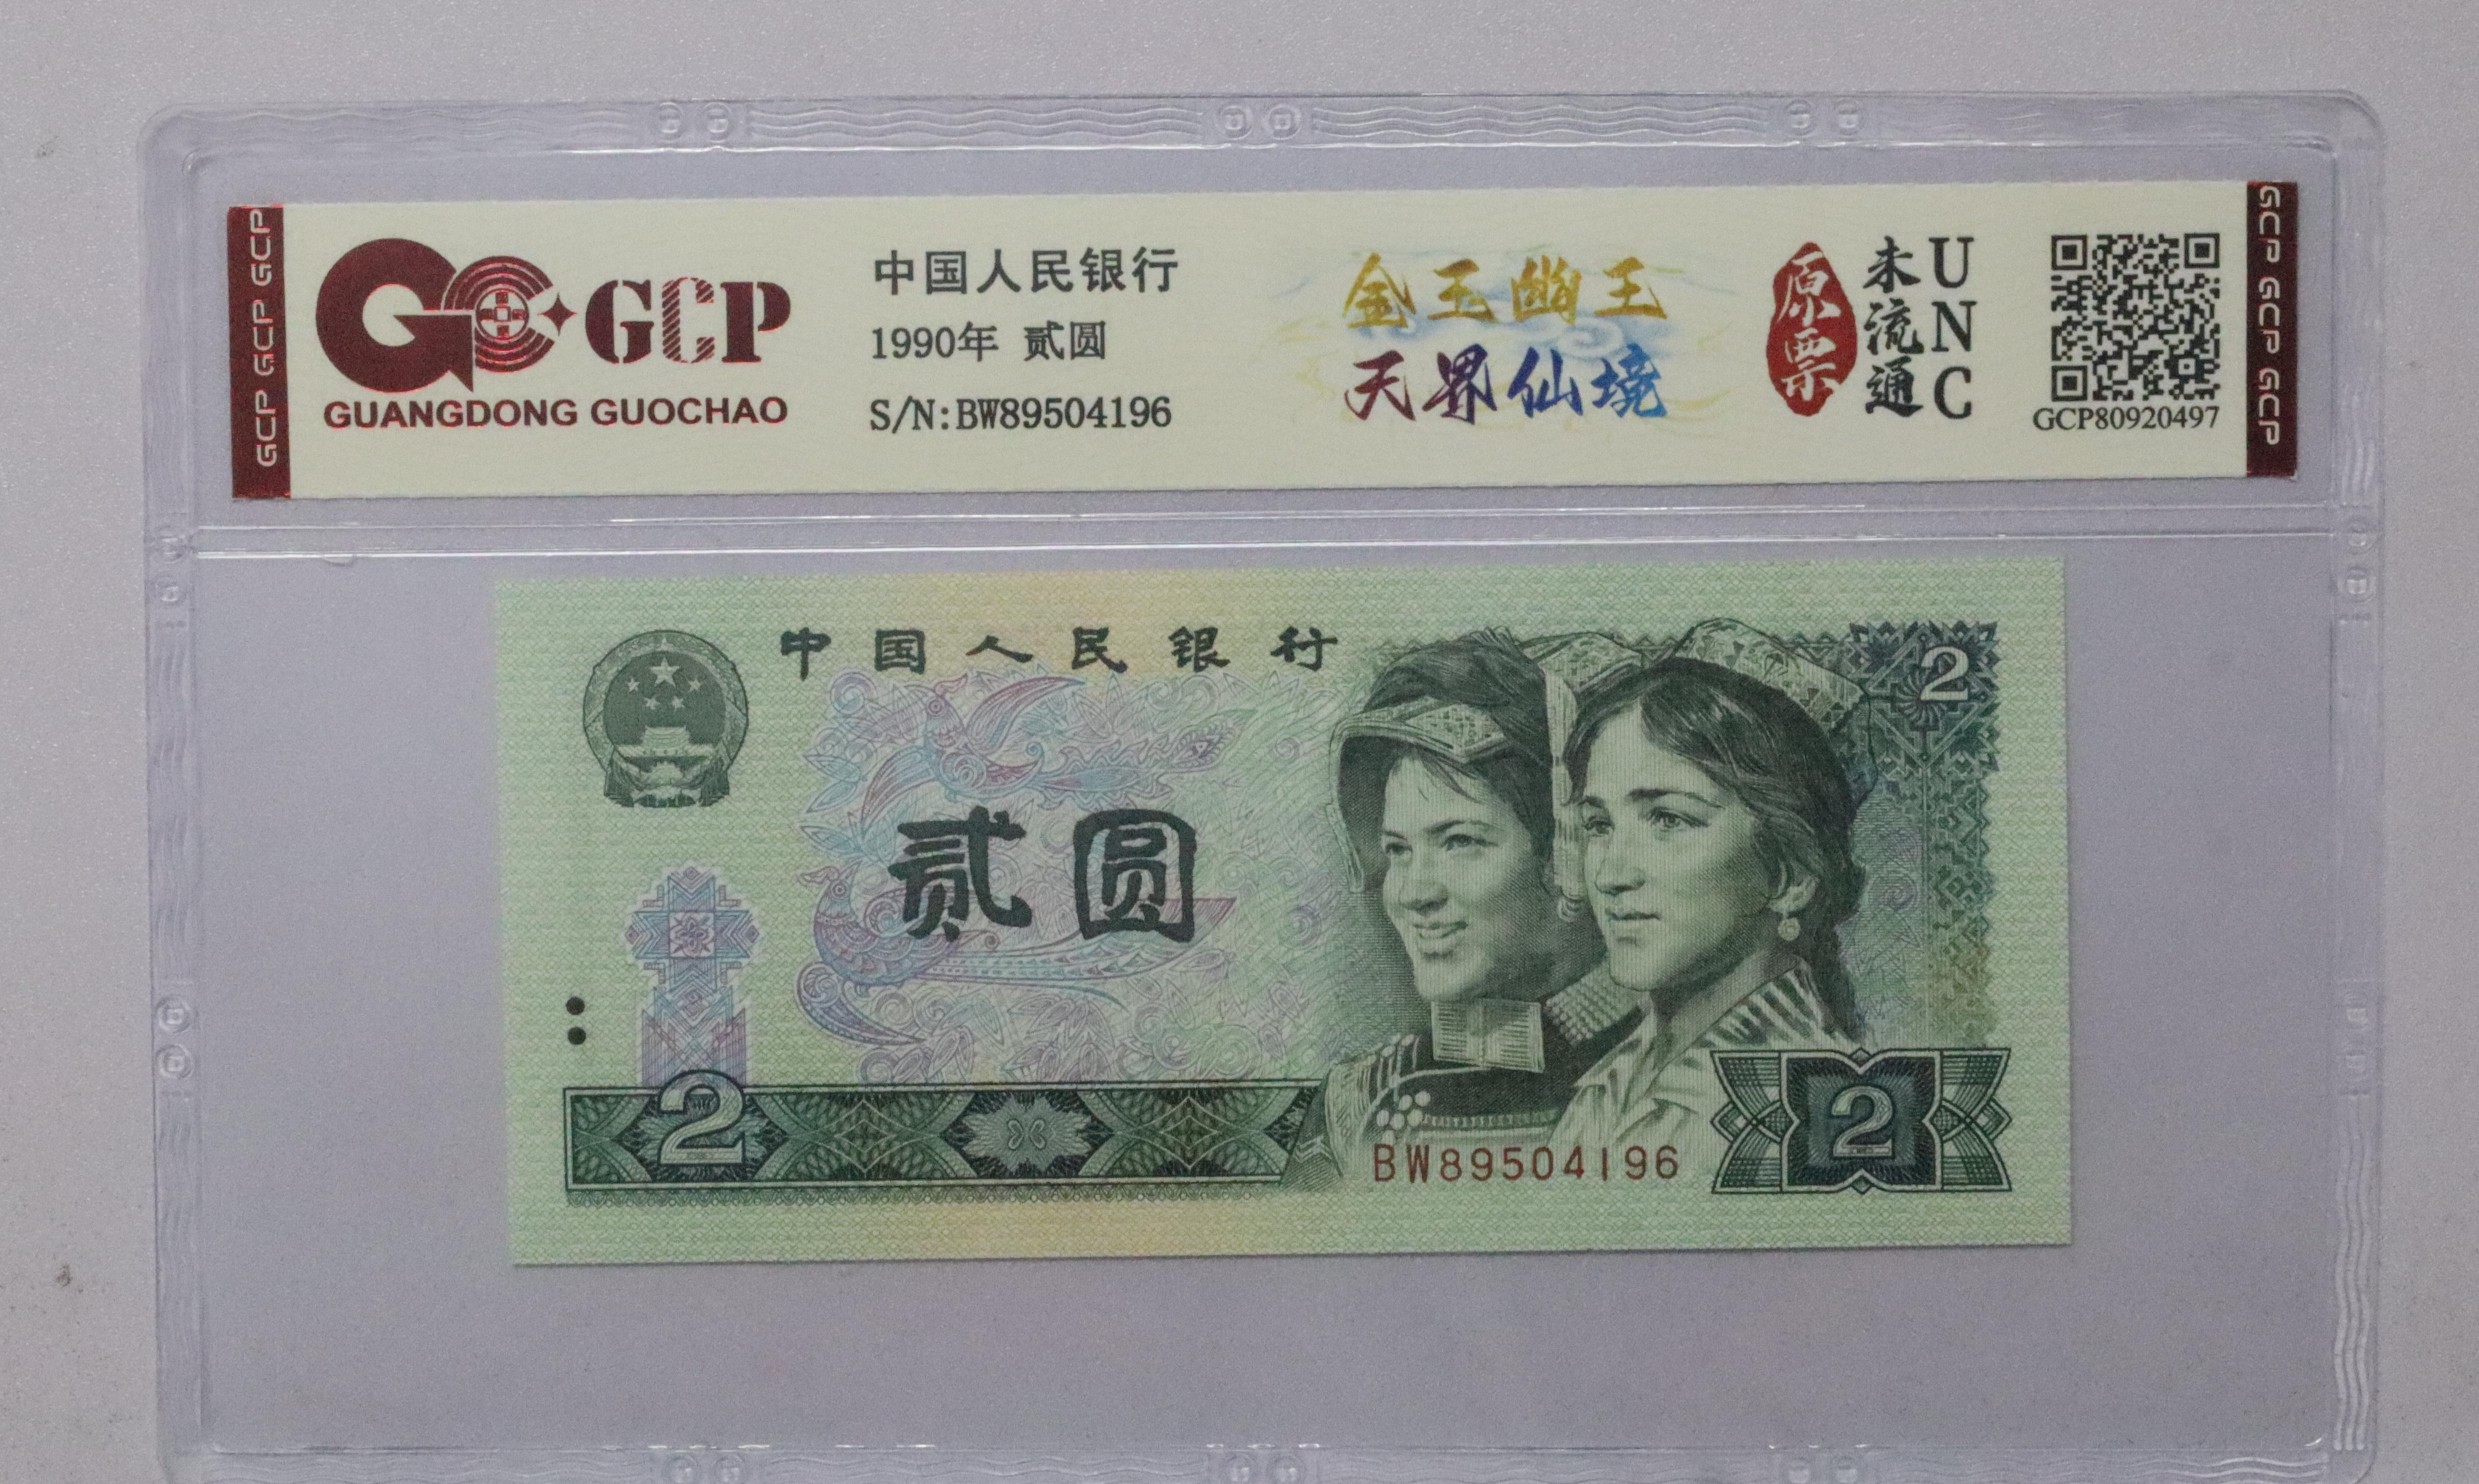 GCP GCP GCP
GCP
GUANGDONG GUOCHAO
中国人民银行
1990年 贰圆
S/N:BW89504196
金玉幽王
天界仙境
原票
未流通
UNC
GCP80920497
GCP GCP GCP
中国人民银行
2
贰圆
2
BW89504196
2